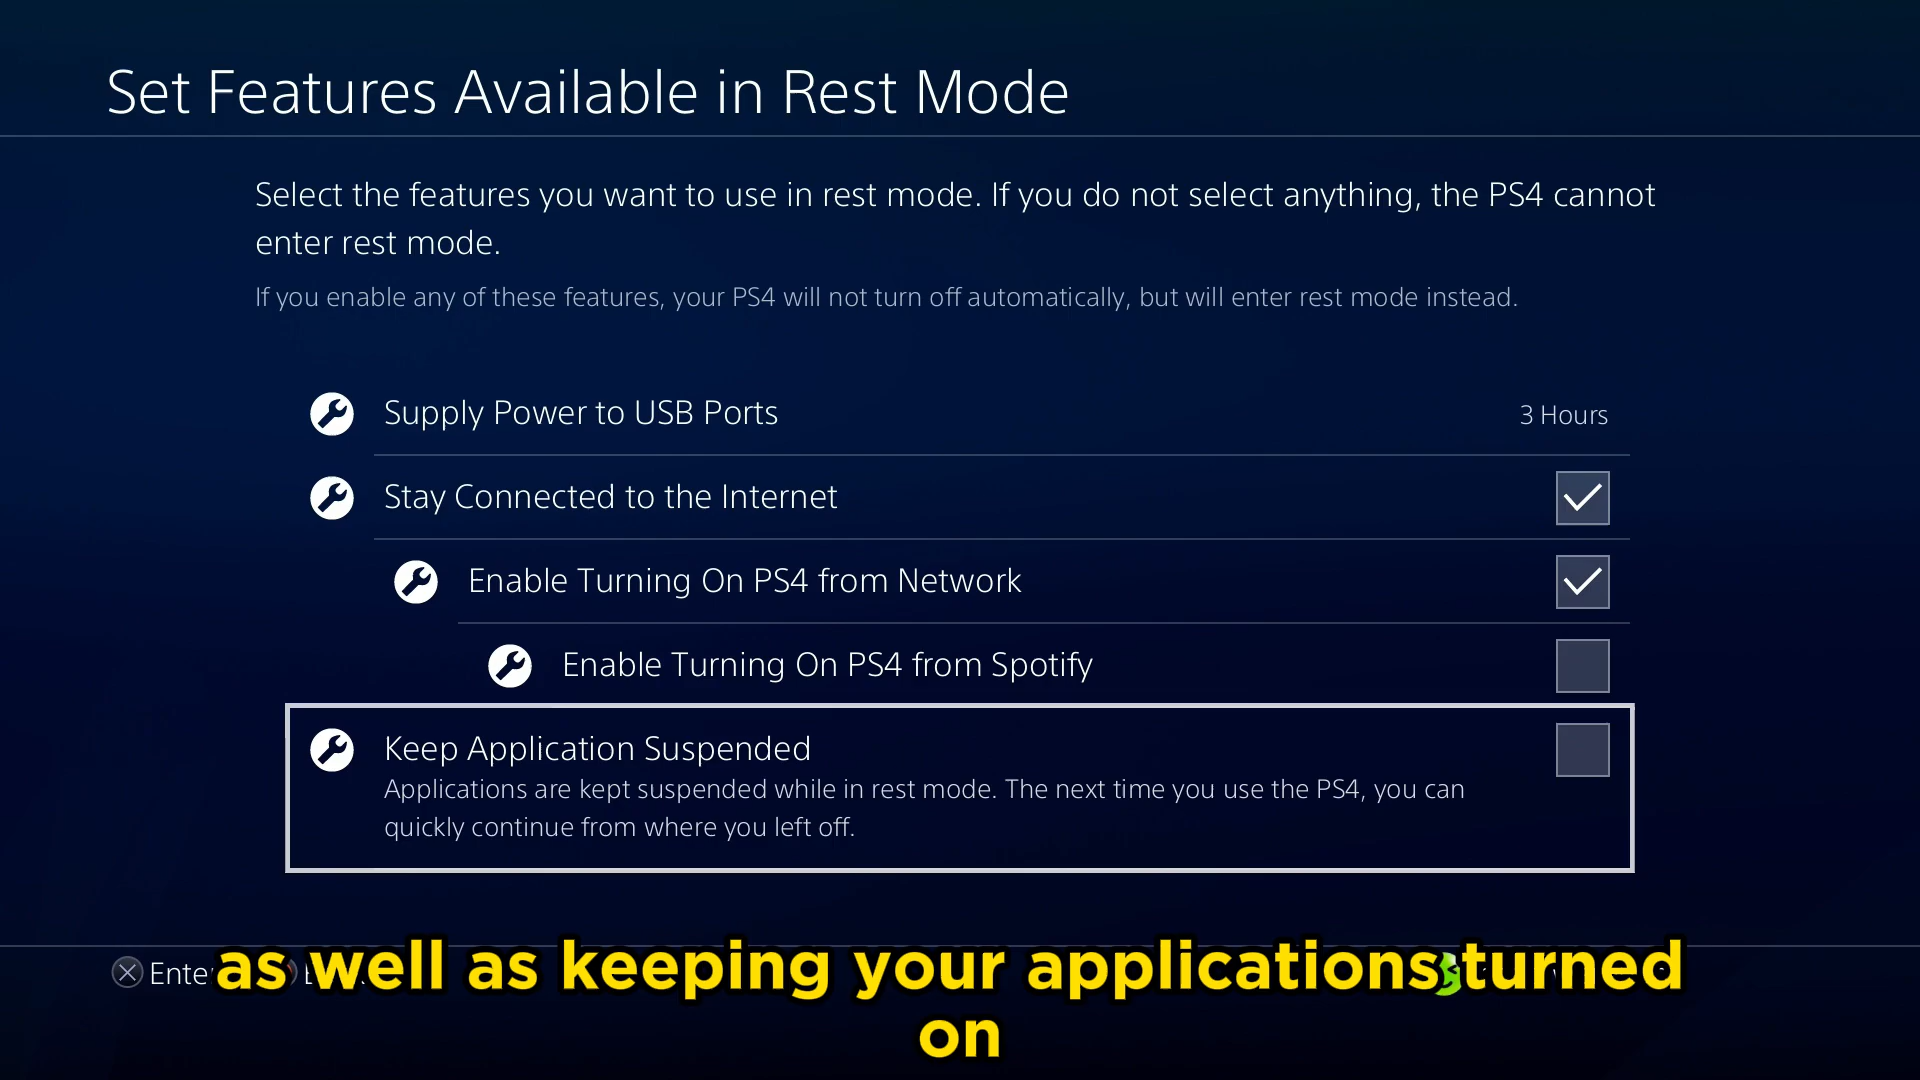 Set Features Available in Rest Mode
Select the features you want to use in rest mode. If you do not select anything, the PS4 cannot
enter rest mode.
If you enable any of these features, your PS4 will not turn off automatically, but will enter rest mode instead.
Supply Power to USB Ports 3 Hours
Stay Connected to the Internet
Enable Turning On PS4 from Network
Enable Turning On PS4 from Spotify
Keep Application Suspended
Applications are kept suspended while in rest mode. The next time you use the PS4, you can
quickly continue from where you left off.
as well as keeping your applications turned
on